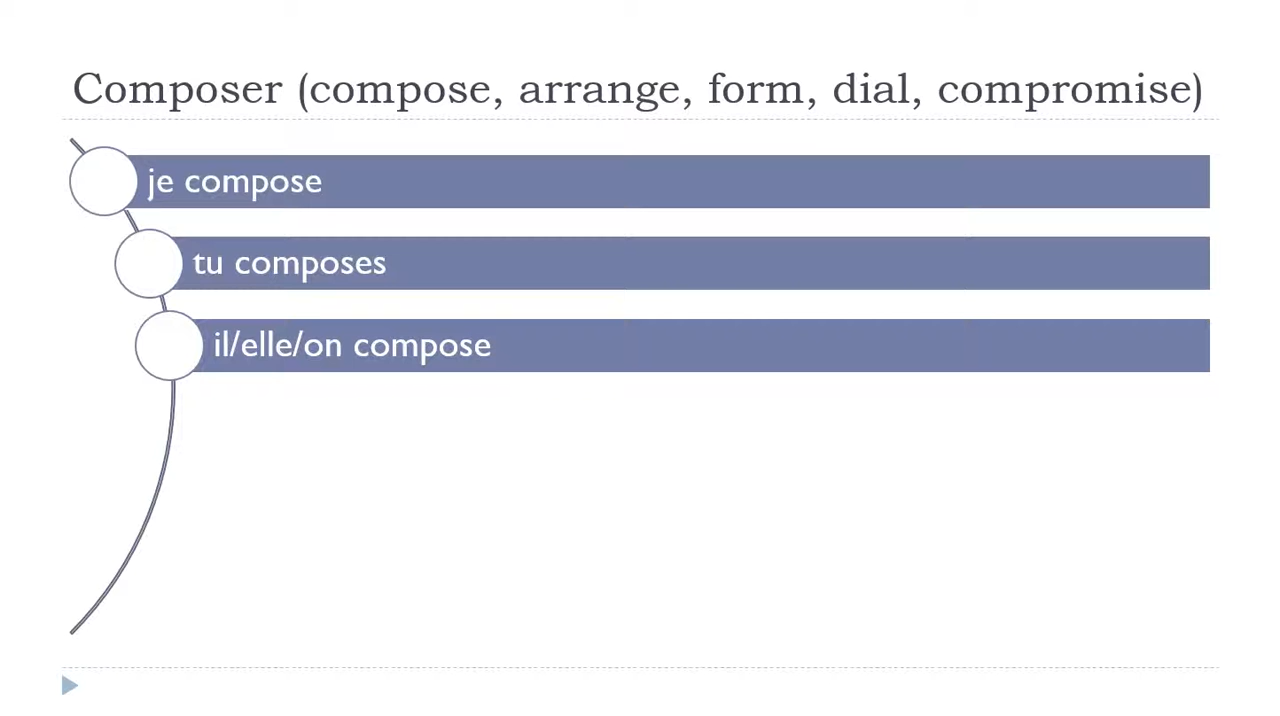 Composer (compose, arrange, form, dial, compromise)
je compose
tu composes
il/elle/on compose